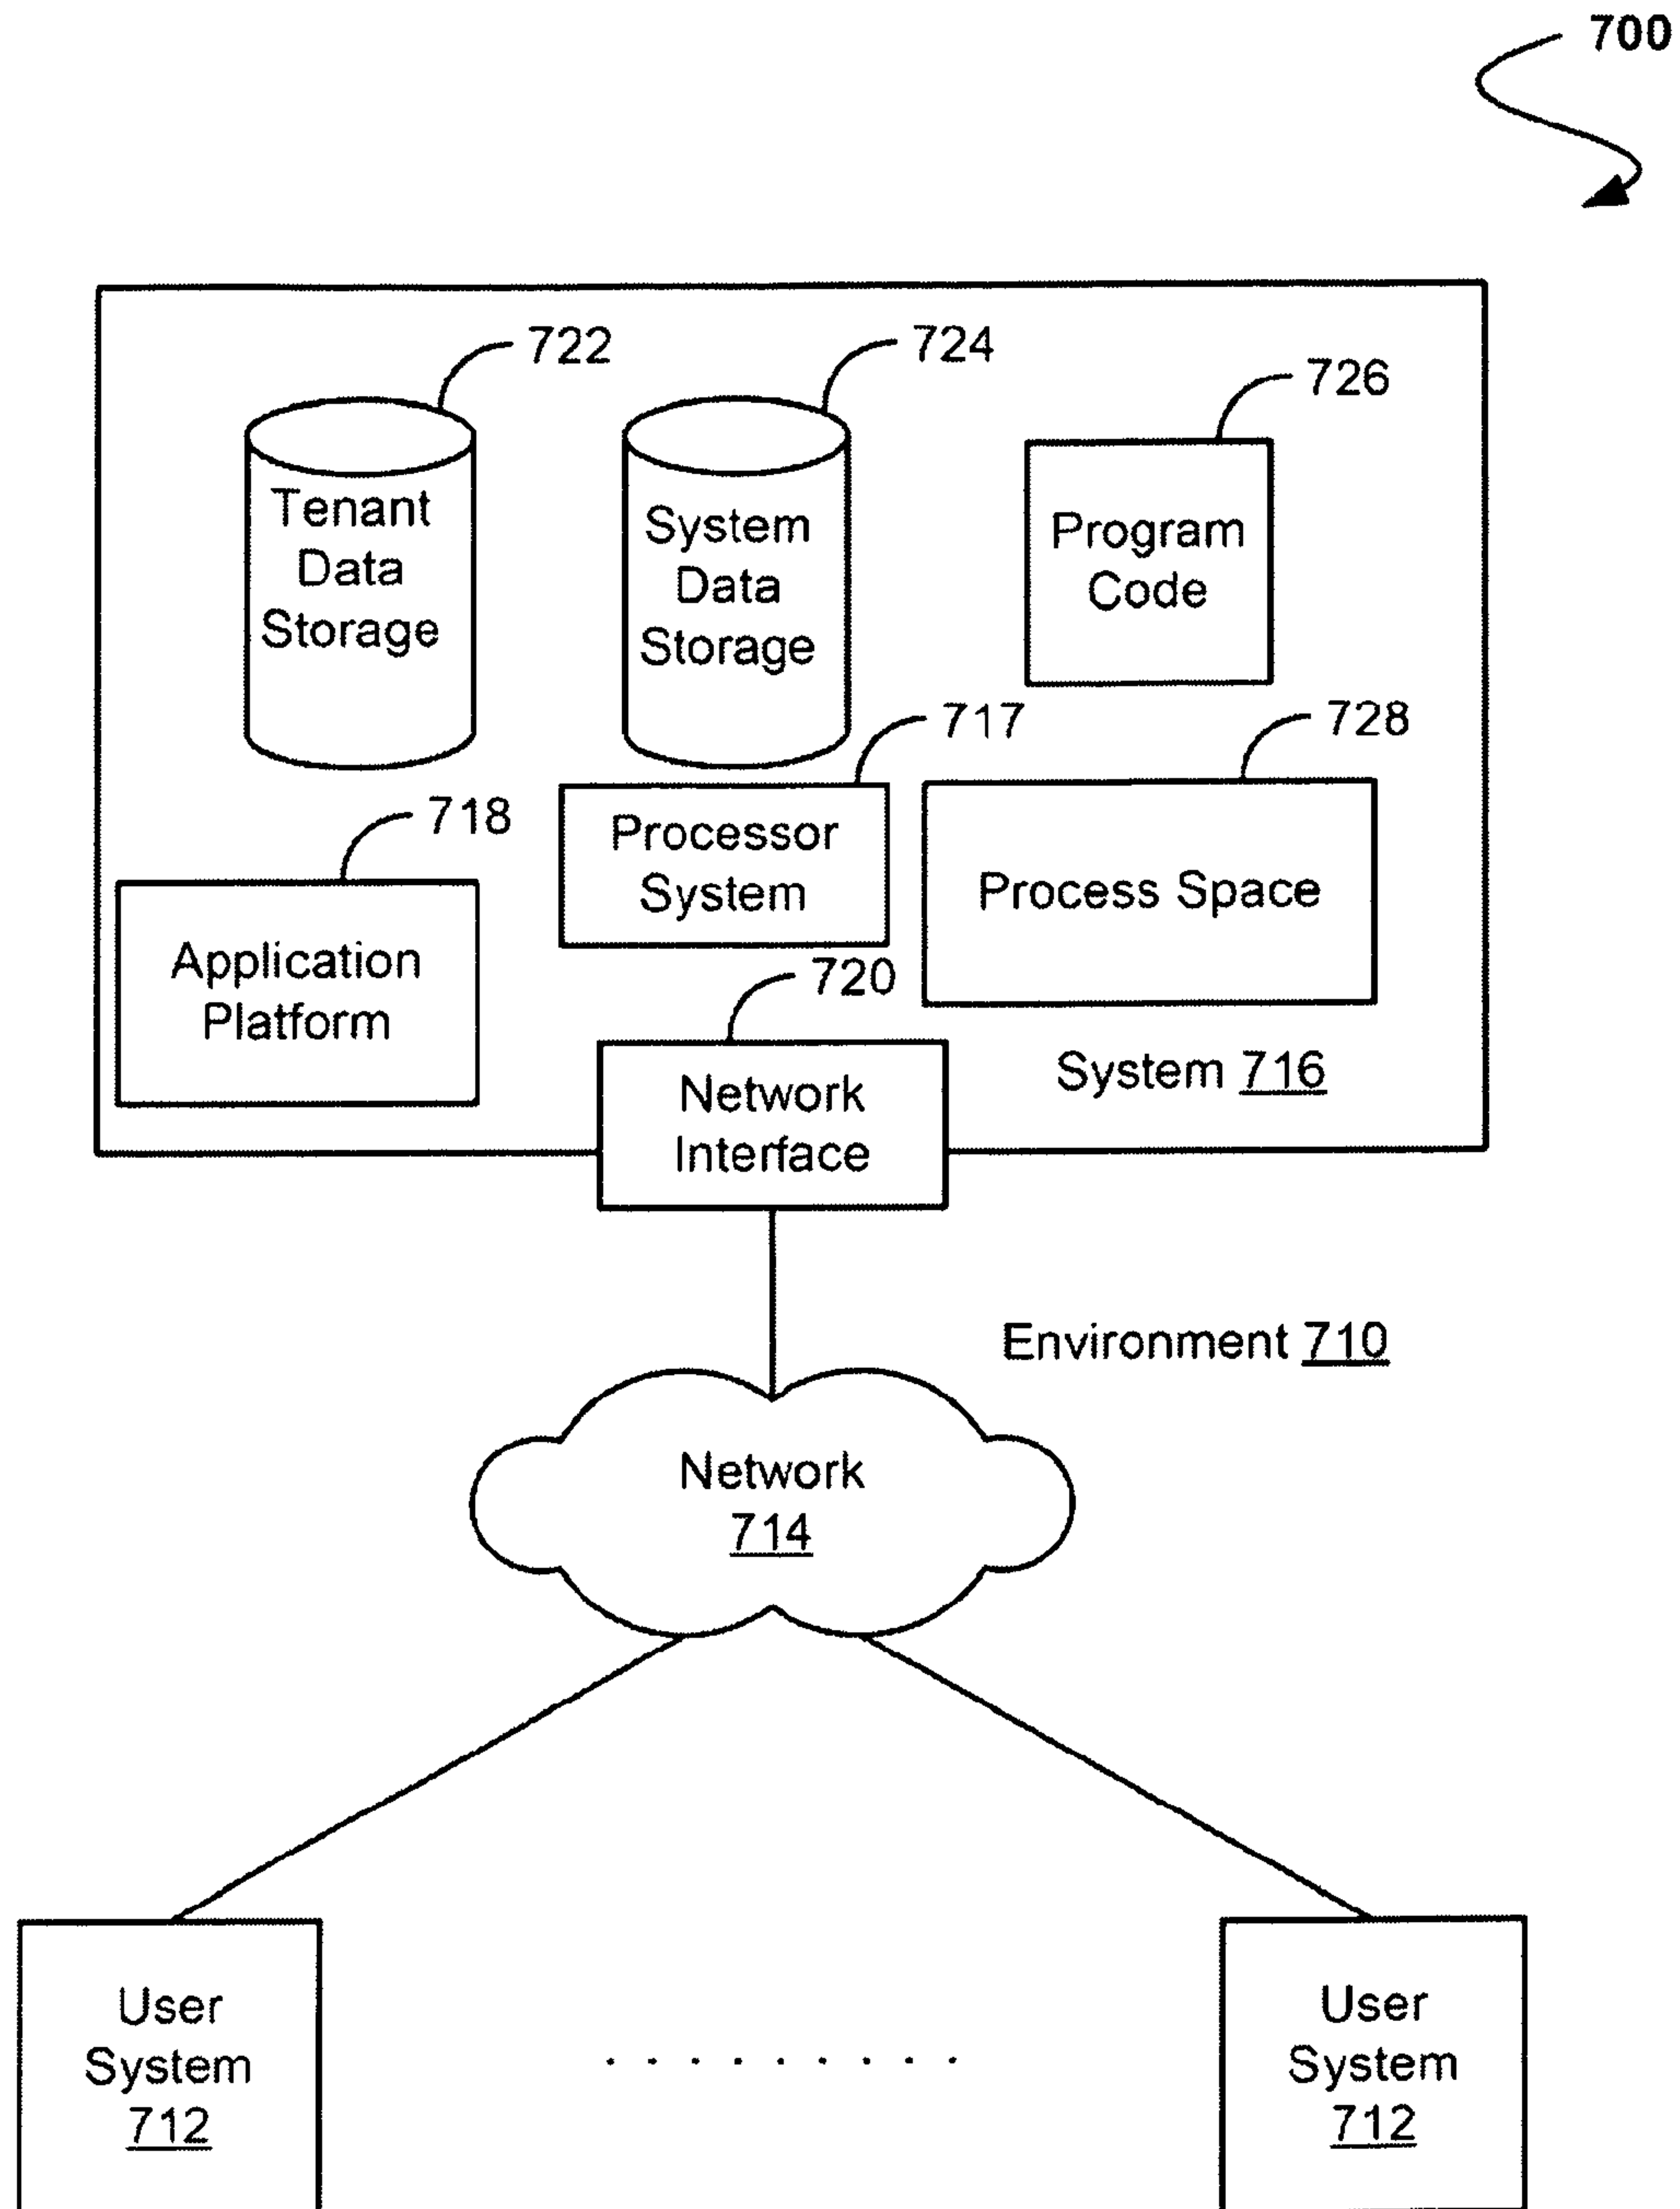 700
722
724
726
Tenant
Data
Storage
System
Data
Storage
Program
Code
717
728
718
Processor
System
Process Space
Application
Platform
720
System 716
Network
Interface
Environment 710
Network
714
User
System
712
. . . . . . . . .
User
System
712